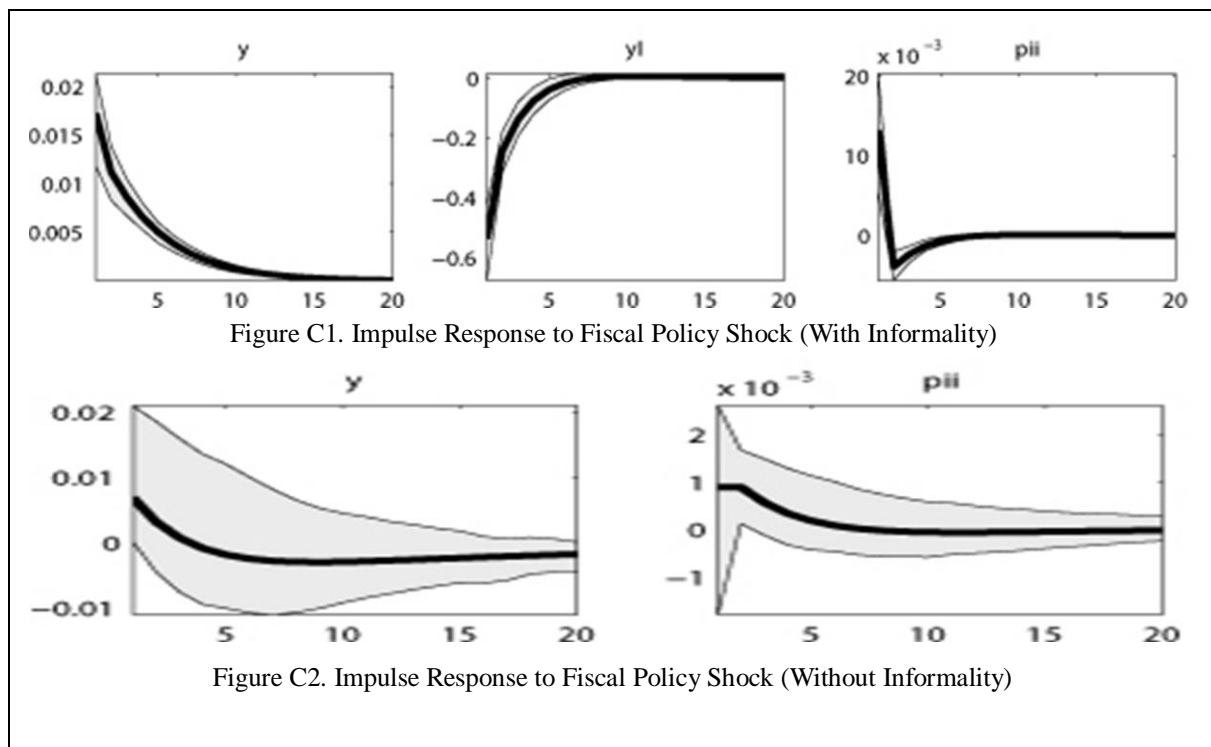 y
0.02
0.015
0.01
0.005
5 10 15 20
yl
0
−0.2
−0.4
−0.6
5 10 15 20
pii
x 10 −3
20
10
0
5 10 15 20
Figure C1. Impulse Response to Fiscal Policy Shock (With Informality)
y
0.02
0.01
0
−0.01
5 10 15 20
pii
x 10 −3
2
1
0
−1
5 10 15 20
Figure C2. Impulse Response to Fiscal Policy Shock (Without Informality)